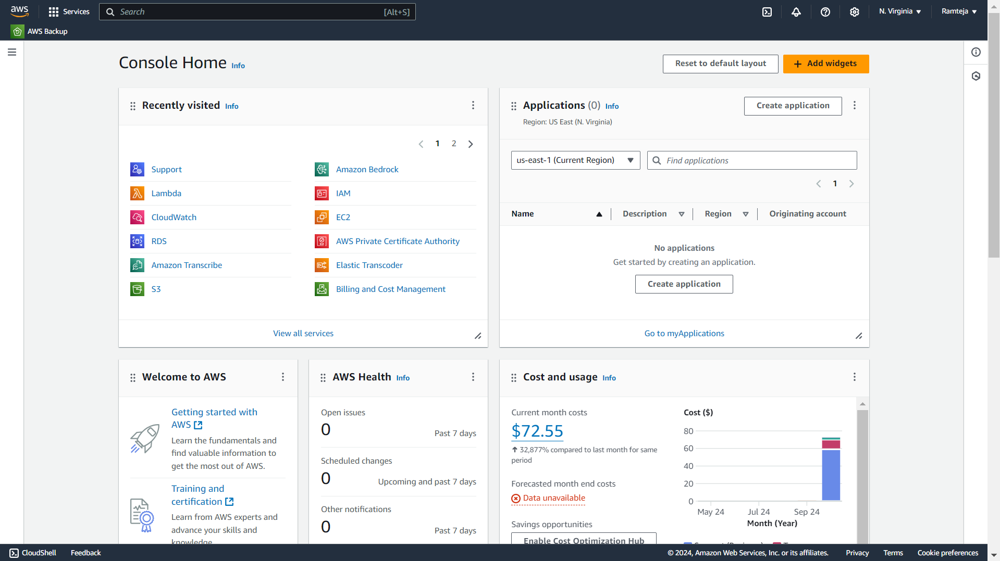 aws
Services
Search
[Alt+S]
N. Virginia
Ramteja
AWS Backup
Console Home Info
Reset to default layout
Add widgets
Recently visited Info
1 2
Support
Amazon Bedrock
Lambda
IAM
CloudWatch
EC2
RDS
AWS Private Certificate Authority
Amazon Transcribe
Elastic Transcoder
S3
Billing and Cost Management
View all services
Applications (0) Info
Region: US East (N. Virginia)
Create application
us-east-1 (Current Region)
Find applications
1
Name
Description
Region
Originating account
No applications
Get started by creating an application.
Create application
Go to myApplications
Welcome to AWS
Getting started with
AWS
Learn the fundamentals and
find valuable information to
get the most out of AWS.
Training and
certification
Learn from AWS experts and
advance your skills and
knowledge
AWS Health Info
Open issues
0
Past 7 days
Scheduled changes
0
Upcoming and past 7 days
Other notifications
0
Past 7 days
Cost and usage Info
Current month costs
$72.55
32,877% compared to last month for same
period
Forecasted month end costs
Data unavailable
Savings opportunities
Enable Cost Optimization Hub
Cost ($)
80
60
40
20
0
May 24
Jul 24
Sep 24
Month (Year)
CloudShell
Feedback
© 2024, Amazon Web Services, Inc. or its affiliates.
Privacy
Terms
Cookie preferences